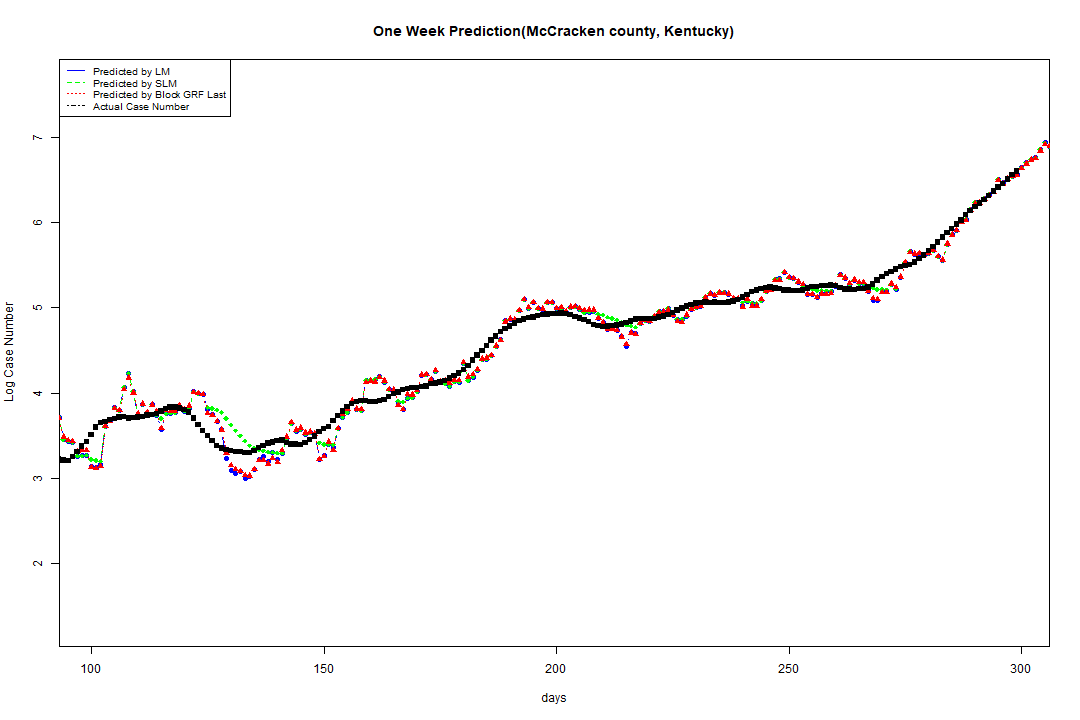 One Week Prediction(McCracken county, Kentucky)
Predicted by LM
Predicted by SLM
Predicted by Block GRF Last
Actual Case Number
7
6
5
4
3
2
Log Case Number
100 150 200 250 300
days